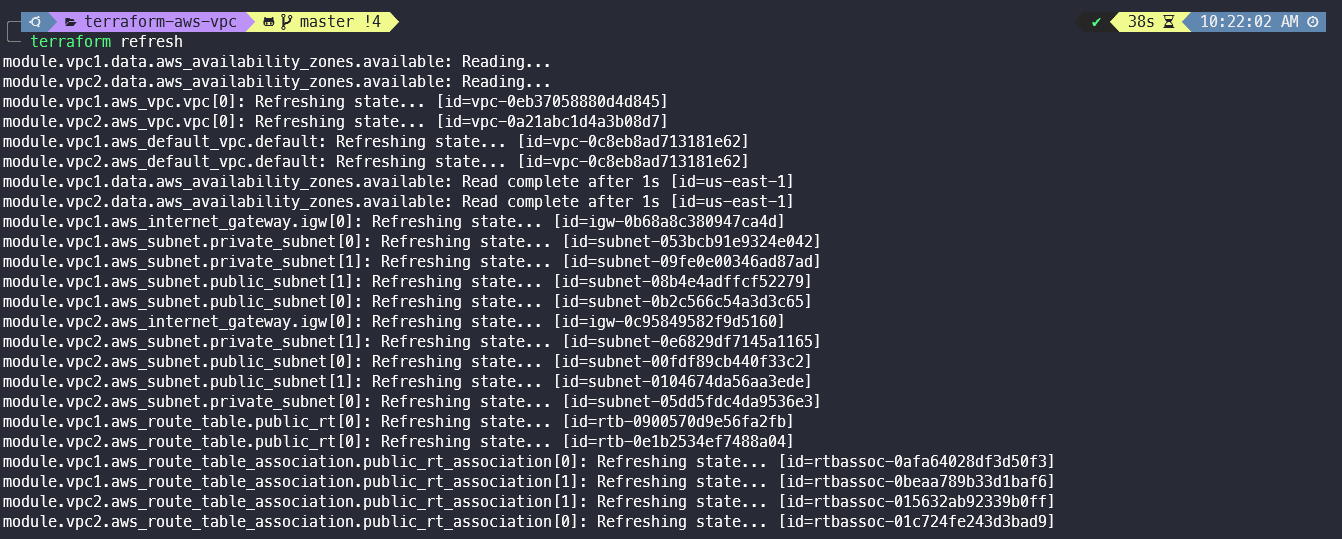 terraform-aws-vpc master !4 ✔ 38s 10:22:02 AM
terraform refresh
module.vpc1.data.aws_availability_zones.available: Reading...
module.vpc2.data.aws_availability_zones.available: Reading...
module.vpc1.aws_vpc.vpc[0]: Refreshing state... [id=vpc-0eb37058880d4d845]
module.vpc2.aws_vpc.vpc[0]: Refreshing state... [id=vpc-0a21abc1d4a3b08d7]
module.vpc1.aws_default_vpc.default: Refreshing state... [id=vpc-0c8eb8ad713181e62]
module.vpc2.aws_default_vpc.default: Refreshing state... [id=vpc-0c8eb8ad713181e62]
module.vpc1.data.aws_availability_zones.available: Read complete after 1s [id=us-east-1]
module.vpc2.data.aws_availability_zones.available: Read complete after 1s [id=us-east-1]
module.vpc1.aws_internet_gateway.igw[0]: Refreshing state... [id=igw-0b68a8c380947ca4d]
module.vpc1.aws_subnet.private_subnet[0]: Refreshing state... [id=subnet-053bcb91e9324e042]
module.vpc1.aws_subnet.private_subnet[1]: Refreshing state... [id=subnet-09fe0e00346ad87ad]
module.vpc1.aws_subnet.public_subnet[1]: Refreshing state... [id=subnet-08b4e4adffcf52279]
module.vpc1.aws_subnet.public_subnet[0]: Refreshing state... [id=subnet-0b2c566c54a3d3c65]
module.vpc2.aws_internet_gateway.igw[0]: Refreshing state... [id=igw-0c95849582f9d5160]
module.vpc2.aws_subnet.private_subnet[1]: Refreshing state... [id=subnet-0e6829df7145a1165]
module.vpc2.aws_subnet.public_subnet[0]: Refreshing state... [id=subnet-00fdf89cb440f33c2]
module.vpc2.aws_subnet.public_subnet[1]: Refreshing state... [id=subnet-0104674da56aa3ede]
module.vpc2.aws_subnet.private_subnet[0]: Refreshing state... [id=subnet-05dd5fdc4da9536e3]
module.vpc1.aws_route_table.public_rt[0]: Refreshing state... [id=rtb-0900570d9e56fa2fb]
module.vpc2.aws_route_table.public_rt[0]: Refreshing state... [id=rtb-0e1b2534ef7488a04]
module.vpc1.aws_route_table_association.public_rt_association[0]: Refreshing state... [id=rtbassoc-0afa64028df3d50f3]
module.vpc1.aws_route_table_association.public_rt_association[1]: Refreshing state... [id=rtbassoc-0beaa789b33d1baf6]
module.vpc2.aws_route_table_association.public_rt_association[1]: Refreshing state... [id=rtbassoc-015632ab92339b0ff]
module.vpc2.aws_route_table_association.public_rt_association[0]: Refreshing state... [id=rtbassoc-01c724fe243d3bad9]